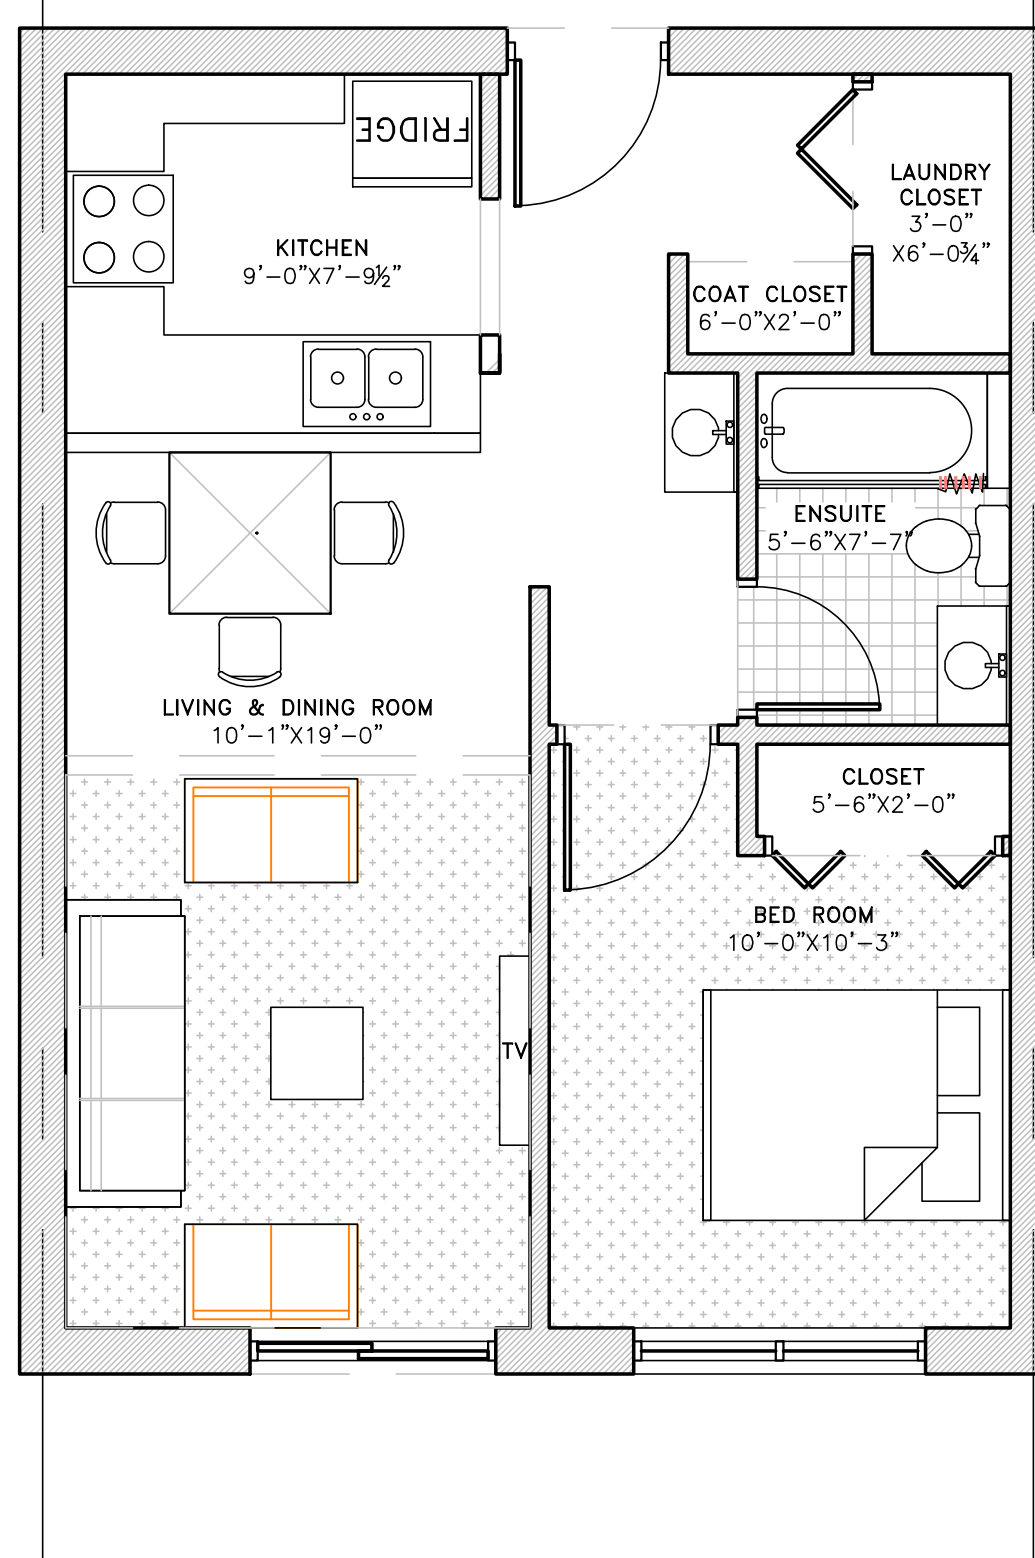 FRIDGE
KITCHEN
9'-0"X7'-9½"
LAUNDRY
CLOSET
3'-0"
X6'-0¾"
COAT CLOSET
6'-0"X2'-0"
ENSUITE
5'-6"X7'-7"
LIVING & DINING ROOM
10'-1"X19'-0"
CLOSET
5'-6"X2'-0"
BED ROOM
10'-0"X10'-3"
TV